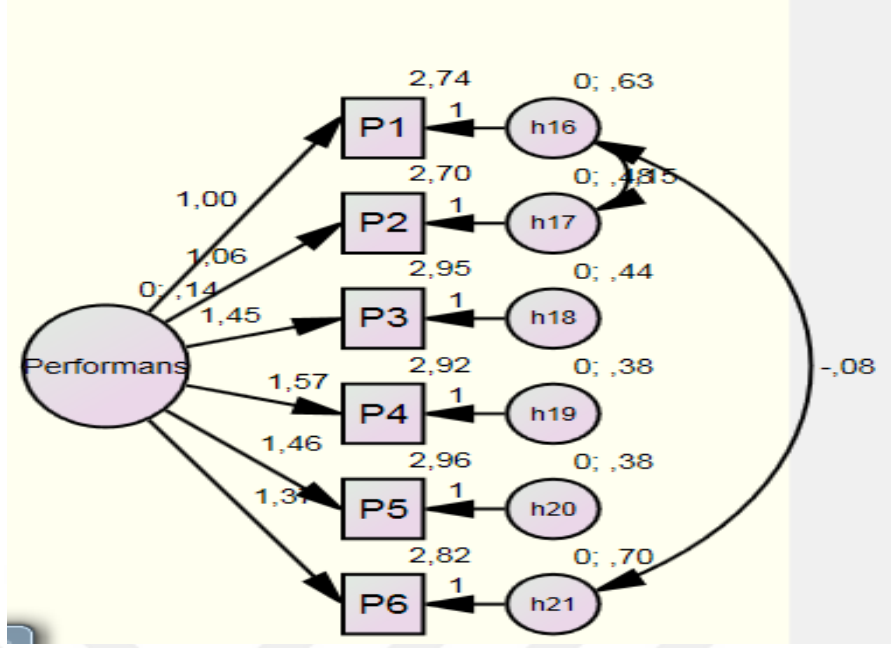 2,74
0; ,63
P1
1
h16
1,00
2,70
0;
P2
1
h17
1,06
0; ,14
2,95
0; ,44
P3
1
h18
1,45
Performans
2,92
0; ,38
-,08
1,57
P4
1
h19
1,46
2,96
0; ,38
P5
1
h20
2,82
0; ,70
P6
1
h21